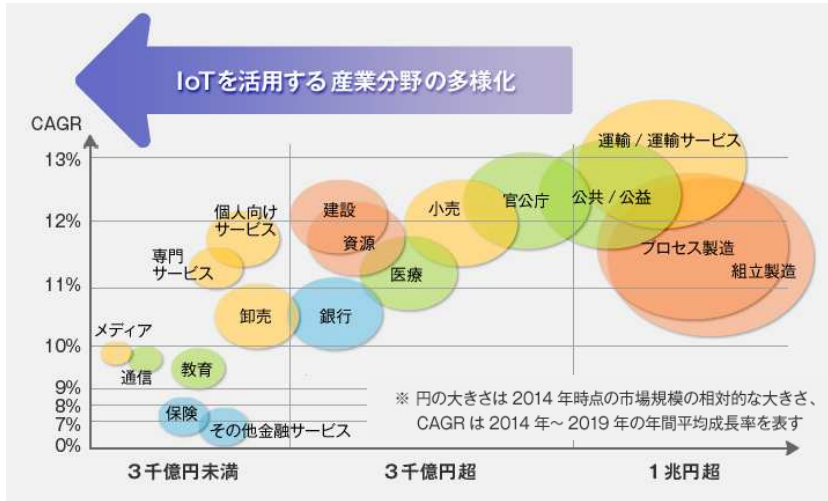 IoTを活用する産業分野の多様化
CAGR
13%
12%
11%
10%
9%
8%
7%
0%
運輸 / 運輸サービス
公共 / 公益
官公庁
小売
建設
資源
医療
プロセス製造
組立製造
個人向け
サービス
専門
サービス
卸売
銀行
メディア
通信
教育
保険
その他金融サービス
※ 円の大きさは 2014 年時点の市場規模の相対的な大きさ、
CAGR は 2014 年～ 2019 年の年間平均成長率を表す
3千億円未満
3千億円超
1兆円超